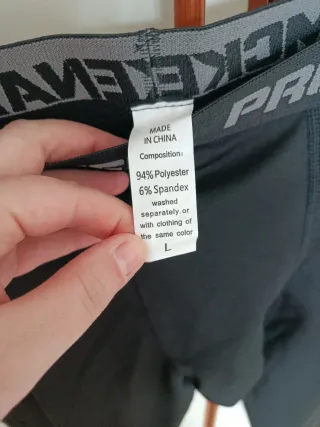 PRI
MADE
IN CHINA
Composition:
94% Polyester
6% Spandex
washed
separately.or
with clothing of
the same color
L